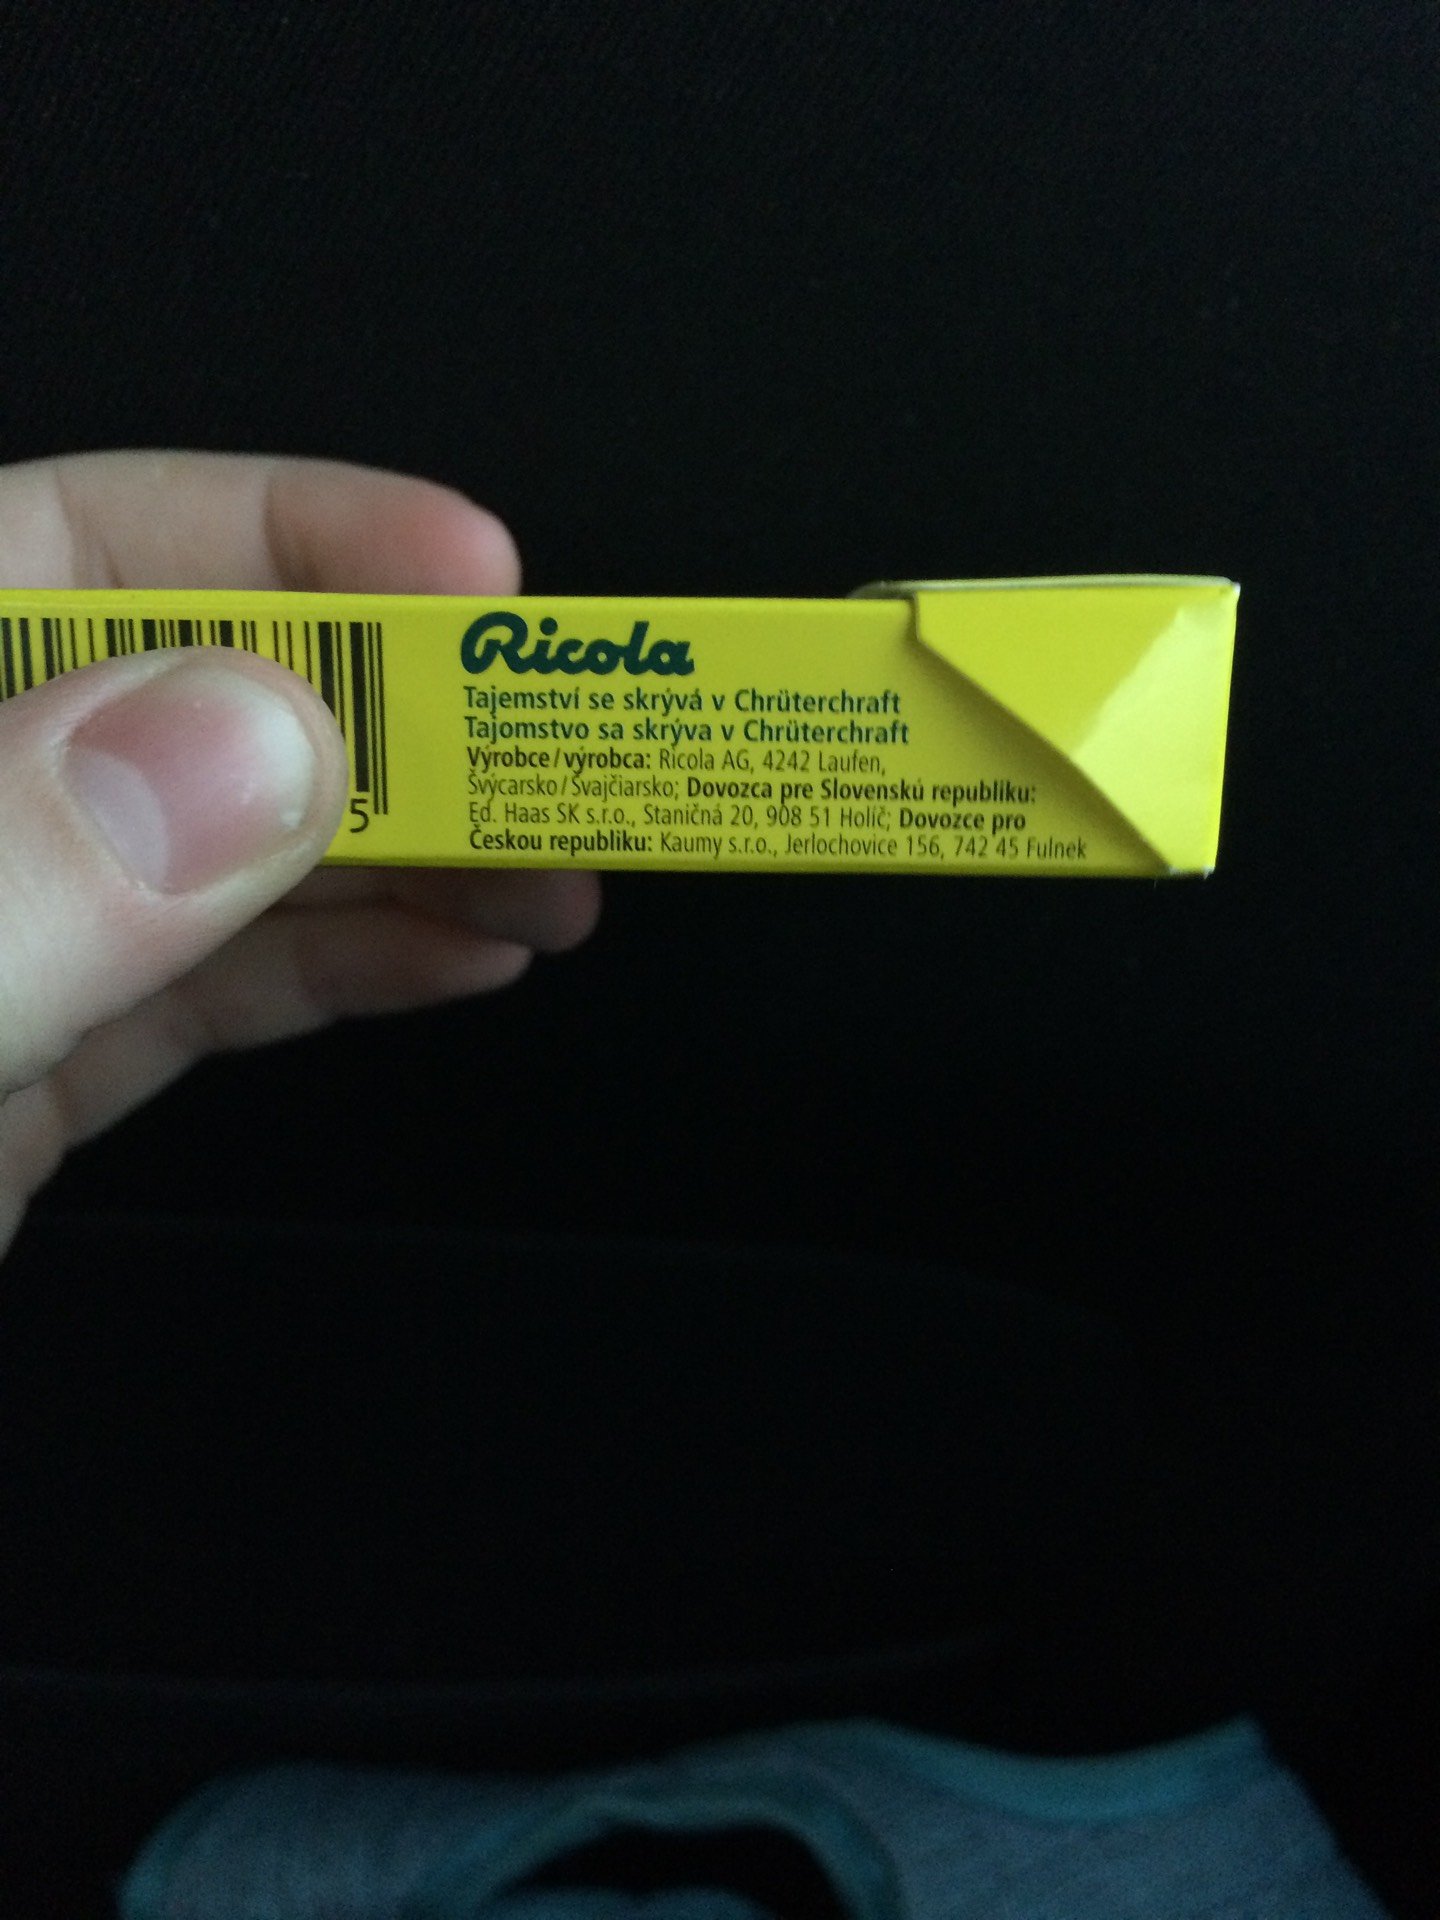 Ricola
Tajemství se skrývá v Chrüterchraft
Tajomstvo sa skrýva v Chrüterchraft
Výrobce/výrobca: Ricola AG, 4242 Laufen,
Švýcarsko/Švajčiarsko; Dovozca pre Slovenskú republiku:
Ed. Haas SK s.r.o., Staničná 20, 908 51 Holíč; Dovozce pro
Českou republiku: Kaumy s.r.o., Jerlochovice 156, 742 45 Fulnek
5